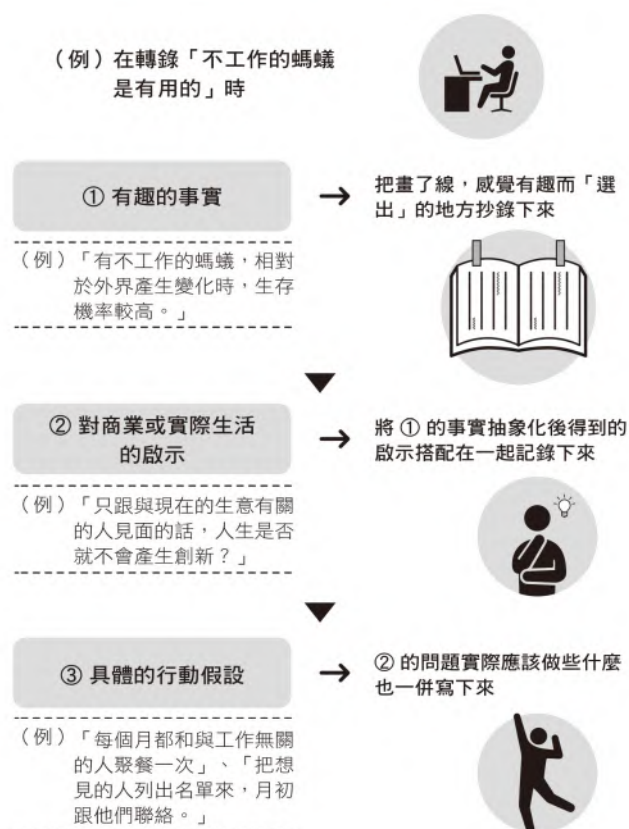 （例）在轉錄「不工作的螞蟻
是有用的」時
① 有趣的事實
→
把畫了線，感覺有趣而「選
出」的地方抄錄下來
（例）「有不工作的螞蟻，相對
於外界產生變化時，生存
機率較高。」
② 對商業或實際生活
的啟示
→
將 ① 的事實抽象化後得到的
啟示搭配在一起記錄下來
（例）「只跟與現在的生意有關
的人見面的話，人生是否
就不會產生創新？」
③ 具體的行動假設
→
② 的問題實際應該做些什麼
也一併寫下來
（例）「每個月都和與工作無關
的人聚餐一次」、「把想
見的人列出名單來，月初
跟他們聯絡。」